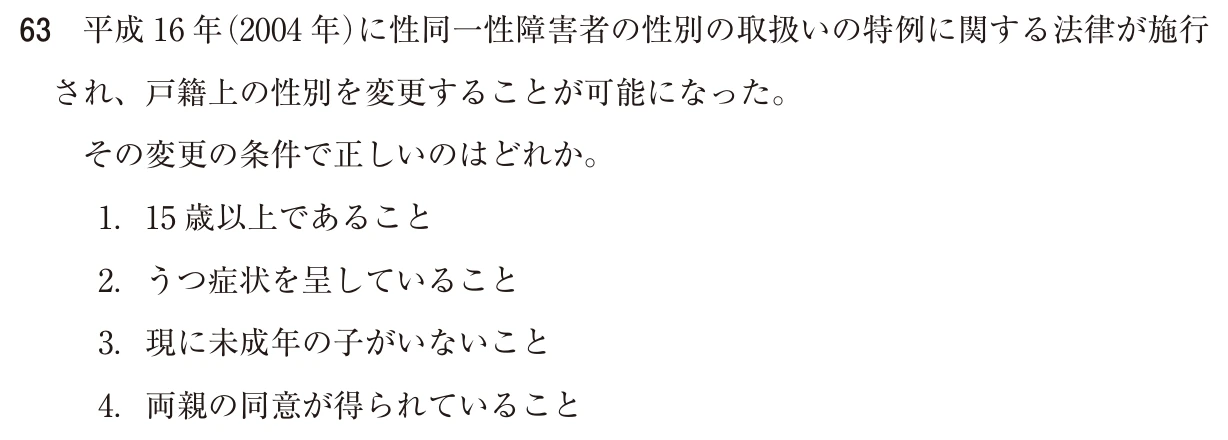 63 平成 16 年(2004 年)に性同一性障害者の性別の取扱いの特例に関する法律が施行
され、戸籍上の性別を変更することが可能になった。
その変更の条件で正しいのはどれか。
1. 15 歳以上であること
2. うつ症状を呈していること
3. 現に未成年の子がいないこと
4. 両親の同意が得られていること